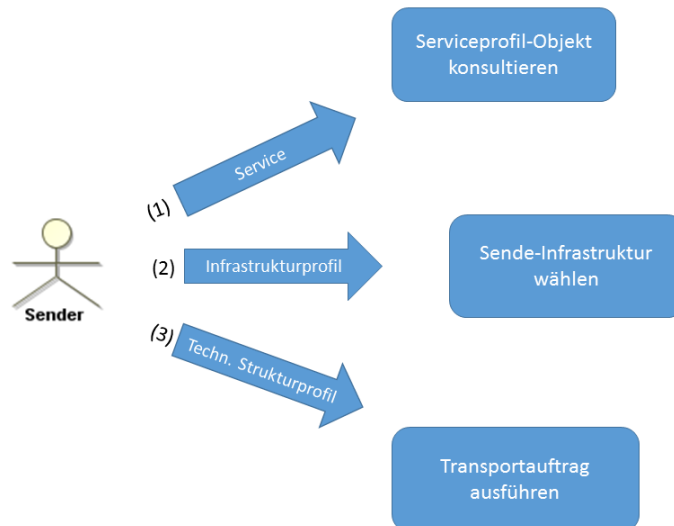 Serviceprofil-Objekt
konsultieren
(1)
Service
(2)
Infrastrukturprofil
Sende-Infrastruktur
wählen
Sender
(3)
Techn. Strukturprofil
Transportauftrag
ausführen